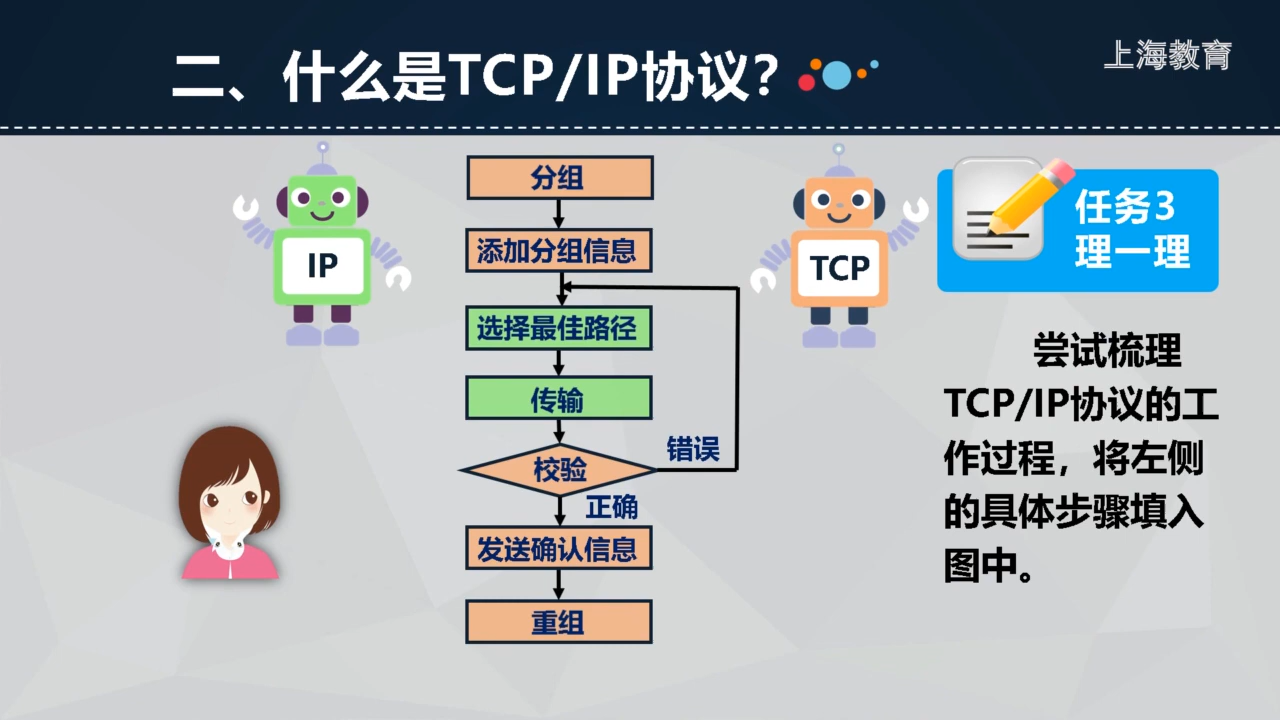 二、什么是TCP/IP协议?
上海教育
IP
TCP
分组
添加分组信息
选择最佳路径
传输
校验
错误
正确
发送确认信息
重组
任务3
理一理
尝试梳理
TCP/IP协议的工
作过程，将左侧
的具体步骤填入
图中。